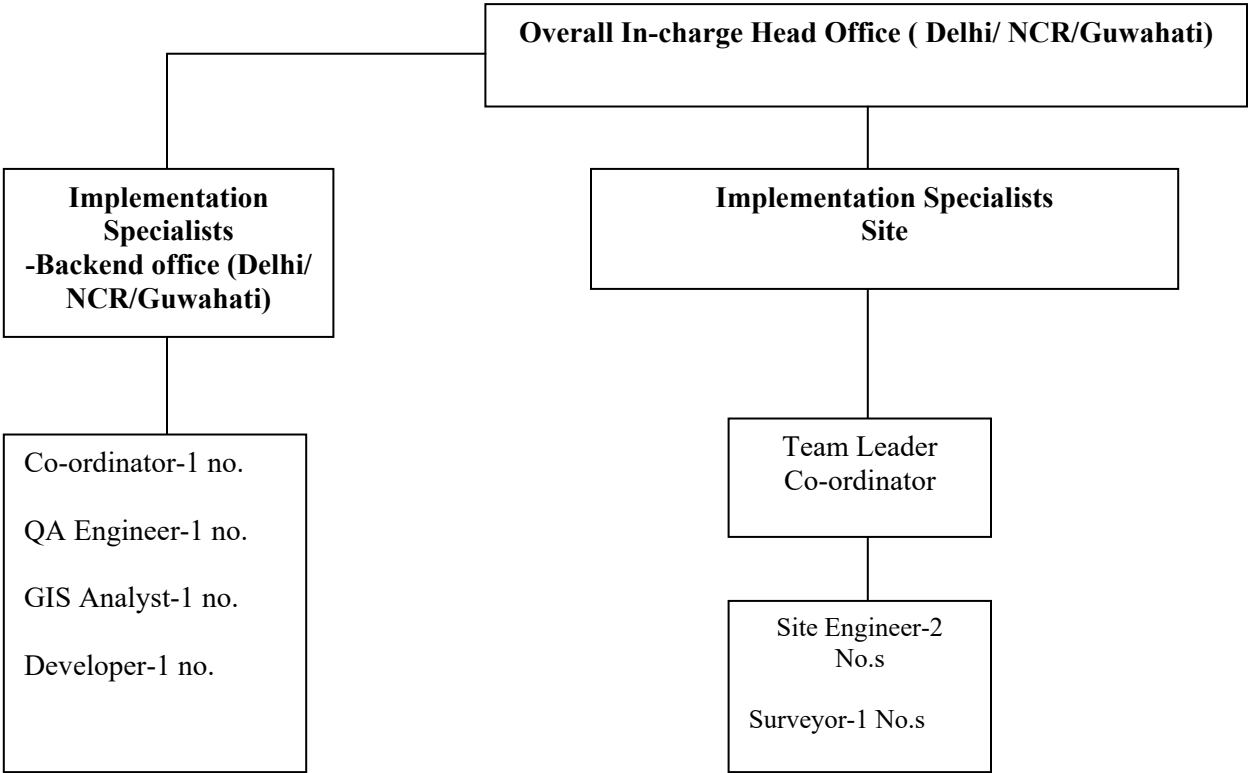 Overall In-charge Head Office ( Delhi/ NCR/Guwahati)
Implementation
Specialists
-Backend office (Delhi/
NCR/Guwahati)
Implementation Specialists
Site
Co-ordinator-1 no.
QA Engineer-1 no.
GIS Analyst-1 no.
Developer-1 no.
Team Leader
Co-ordinator
Site Engineer-2
No.s
Surveyor-1 No.s